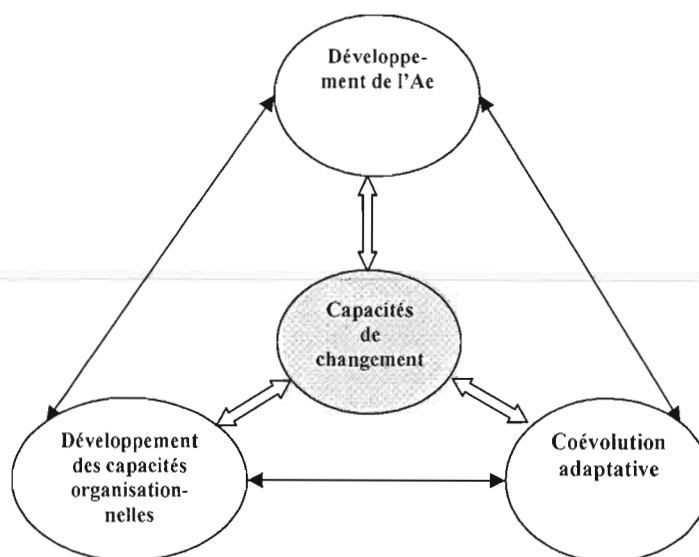 Développe-
ment de l'Ae
Capacités
de
changement
Développement
des capacités
organisation-
nelles
Coévolution
adaptative